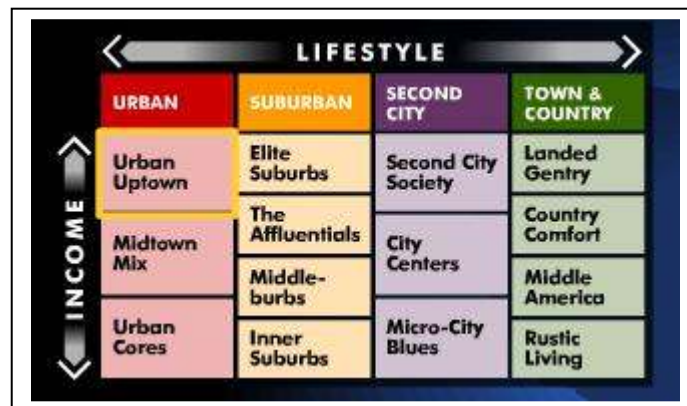 LIFESTYLE
URBAN
SUBURBAN
SECOND
CITY
TOWN &
COUNTRY
INCOME
Urban
Uptown
Midtown
Mix
Urban
Cores
Elite
Suburbs
The
Affluentials
Middle-
burbs
Inner
Suburbs
Second City
Society
City
Centers
Micro-City
Blues
Landed
Gentry
Country
Comfort
Middle
America
Rustic
Living